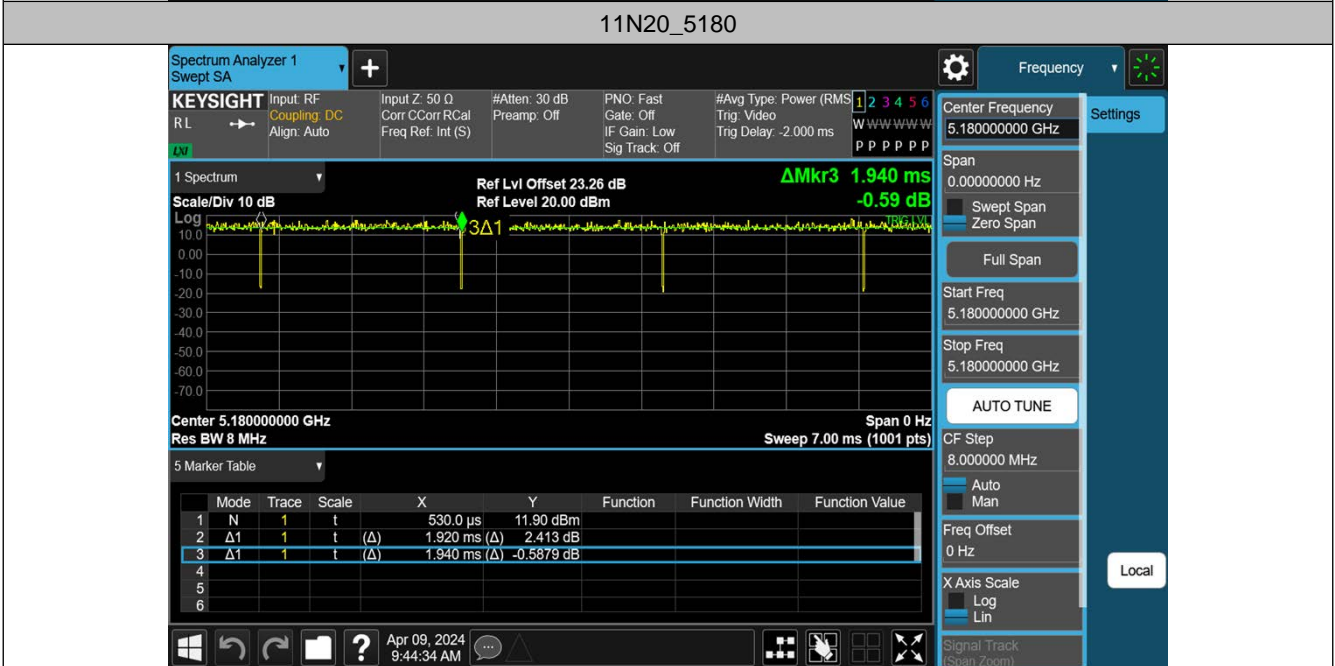 11N20_5180
Spectrum Analyzer 1
Swept SA
+
Frequency
KEYSIGHT
RL
LXI
Input: RF
Coupling: DC
Align: Auto
Input Z: 50 Ω
Corr CCorr RCal
Freq Ref: Int (S)
#Atten: 30 dB
Preamp: Off
PNO: Fast
Gate: Off
IF Gain: Low
Sig Track: Off
#Avg Type: Power (RMS
Trig: Video
Trig Delay: -2.000 ms
1 2 3 4 5 6
W W W W W W
P P P P P P
1 Spectrum
Scale/Div 10 dB
Ref Lvl Offset 23.26 dB
Ref Level 20.00 dBm
ΔMkr3 1.940 ms
-0.59 dB
Log
TRIG LVL
3Δ1
10.0
0.00
-10.0
-20.0
-30.0
-40.0
-50.0
-60.0
-70.0
Center 5.180000000 GHz
Span 0 Hz
Res BW 8 MHz
Sweep 7.00 ms (1001 pts)
5 Marker Table
Mode Trace Scale X Y Function Function Width Function Value
1 N 1 t 530.0 µs 11.90 dBm
2 Δ1 1 t (Δ) 1.920 ms (Δ) 2.413 dB
3 Δ1 1 t (Δ) 1.940 ms (Δ) -0.5879 dB
4
5
6
?
Apr 09, 2024
9:44:34 AM
Center Frequency
5.180000000 GHz
Settings
Span
0.00000000 Hz
Swept Span
Zero Span
Full Span
Start Freq
5.180000000 GHz
Stop Freq
5.180000000 GHz
AUTO TUNE
CF Step
8.000000 MHz
Auto
Man
Freq Offset
0 Hz
Local
X Axis Scale
Log
Lin
Signal Track
(Span Zoom)